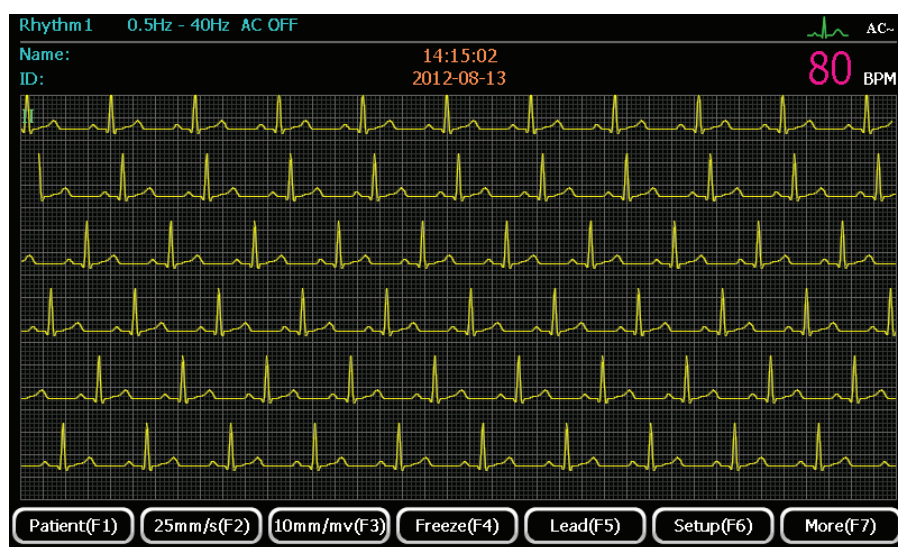 Rhythm1 0.5Hz - 40Hz AC OFF AC~
Name: 14:15:02 80 BPM
ID: 2012-08-13
II
Patient(F1) 25mm/s(F2) 10mm/mv(F3) Freeze(F4) Lead(F5) Setup(F6) More(F7)